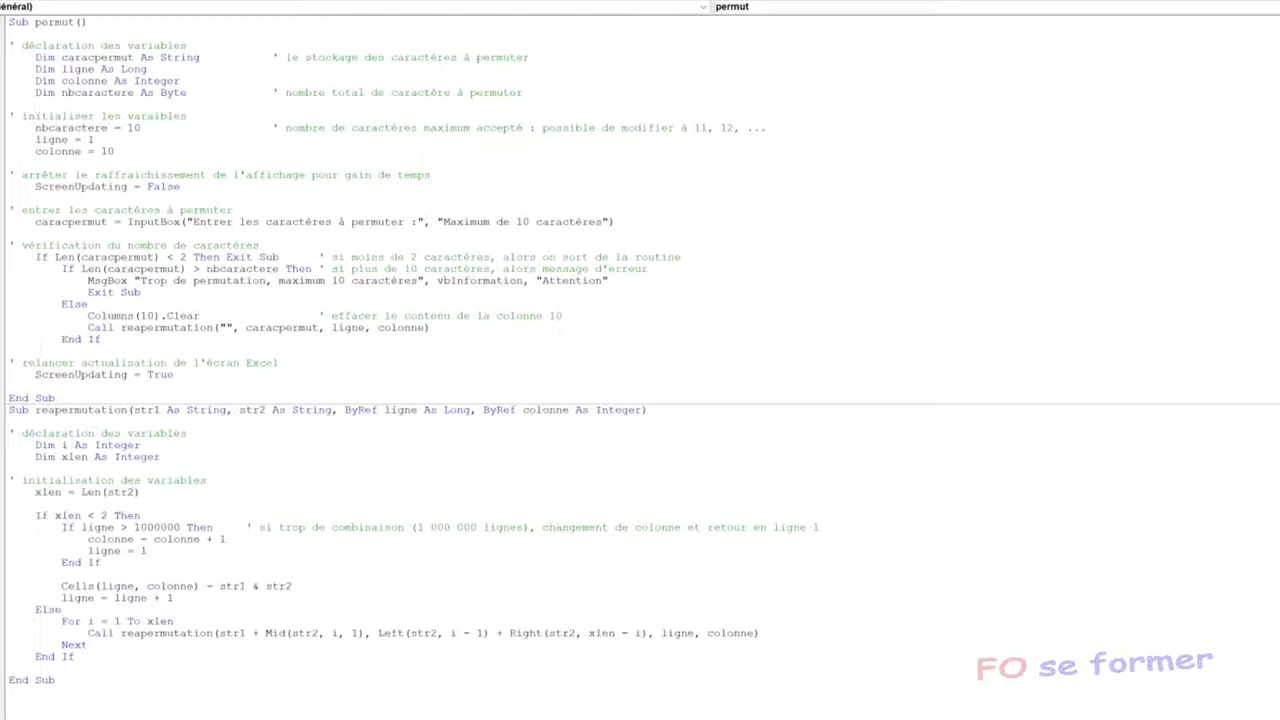 énéral)
permut
Sub permut()
' déclaration des variables
Dim caracpermut As String ' le stockage des caractères à permuter
Dim ligne As Long
Dim colonne As Integer
Dim nbcaractere As Byte ' nombre total de caractère à permuter
' initialiser les varaibles
nbcaractere = 10 ' nombre de caractères maximum accepté : possible de modifier à 11, 12, ...
ligne = 1
colonne = 10
' arrêter le raffraichissement de l'affichage pour gain de temps
ScreenUpdating = False
' entrer les caractères à permuter
caracpermut = InputBox("Entrer les caractères à permuter :", "Maximum de 10 caractères")
' vérification du nombre de caractères
If Len(caracpermut) < 2 Then Exit Sub ' si moins de 2 caractères, alors on sort de la routine
If Len(caracpermut) > nbcaractere Then ' si plus de 10 caractères, alors message d'erreur
MsgBox "Trop de permutation, maximum 10 caractères", vbInformation, "Attention"
Exit Sub
Else
Columns(10).Clear ' effacer le contenu de la colonne 10
Call reapermutation("", caracpermut, ligne, colonne)
End If
' relancer actualisation de l'écran Excel
ScreenUpdating = True
End Sub
Sub reapermutation(str1 As String, str2 As String, ByRef ligne As Long, ByRef colonne As Integer)
' déclaration des variables
Dim i As Integer
Dim xlen As Integer
' initialisation des variables
xlen = Len(str2)
If xlen < 2 Then
If ligne > 1000000 Then ' si trop de combinaison (1 000 000 lignes), changement de colonne et retour en ligne 1
colonne = colonne + 1
ligne = 1
End If
Cells(ligne, colonne) = str1 & str2
ligne = ligne + 1
Else
For i = 1 To xlen
Call reapermutation(str1 + Mid(str2, i, 1), Left(str2, i - 1) + Right(str2, xlen - i), ligne, colonne)
Next
End If
End Sub
FO se former